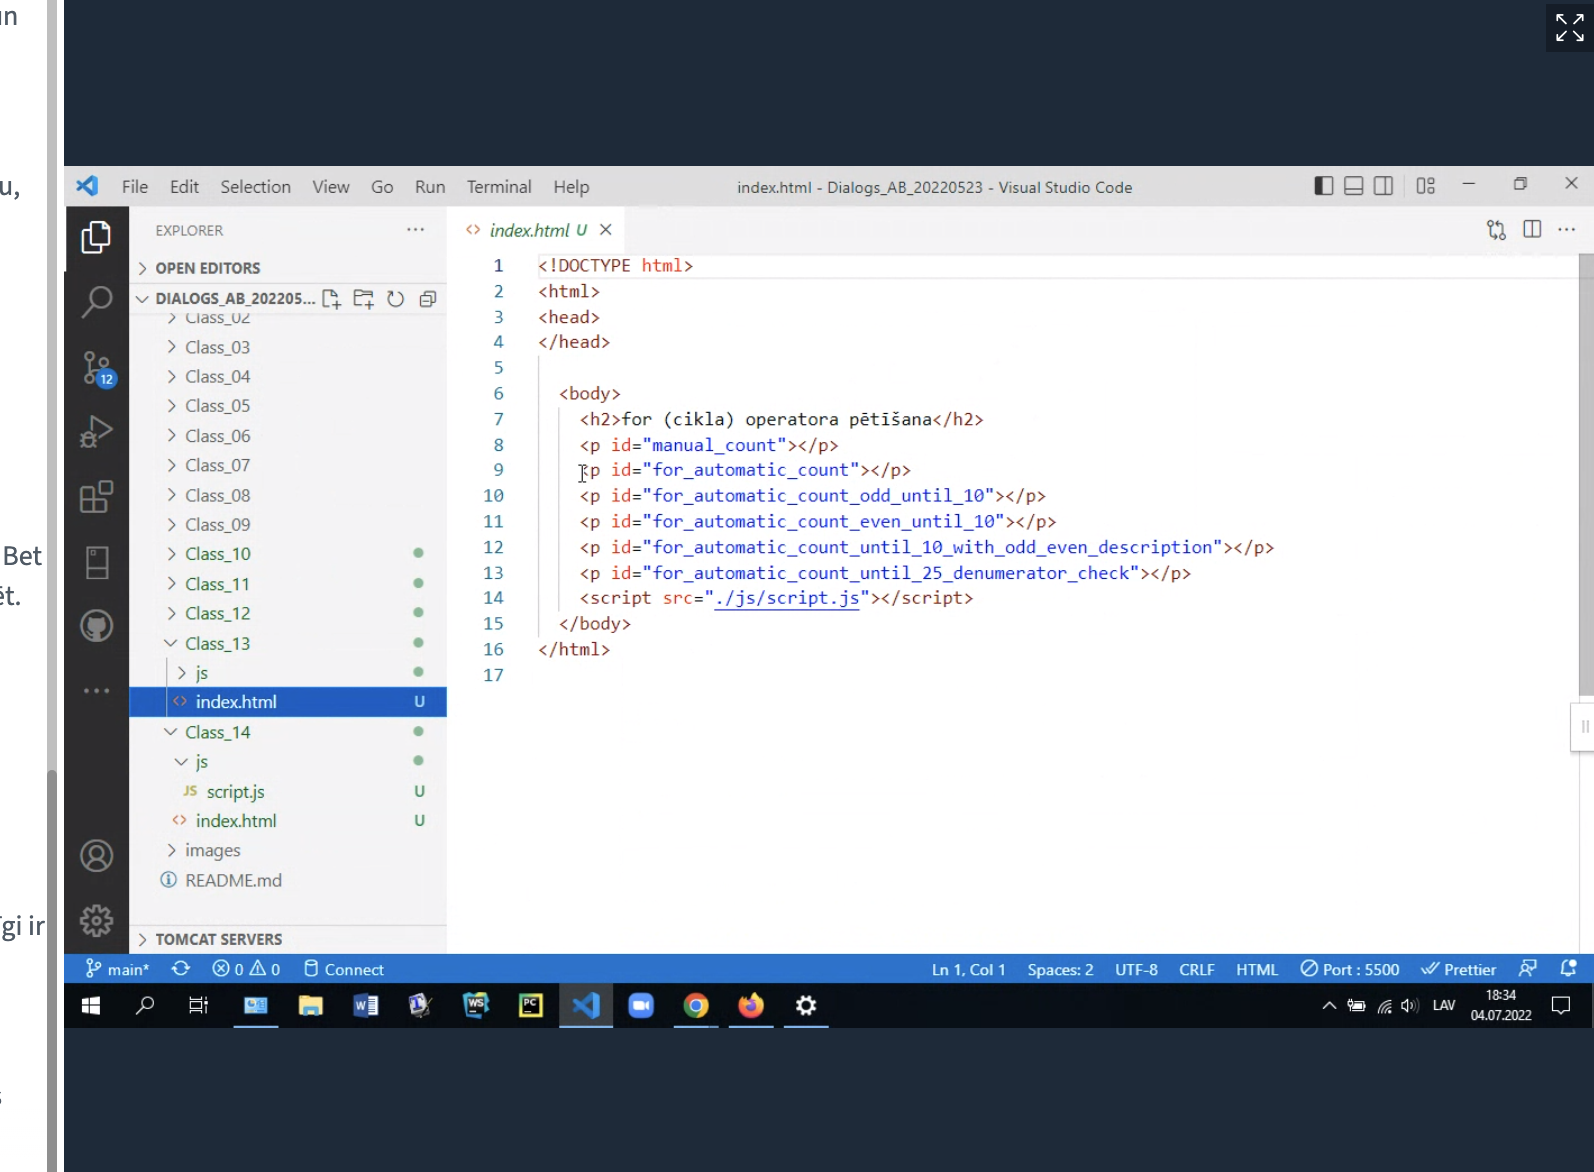 un
u,
Bet
ēt.
gi ir
s
File Edit Selection View Go Run Terminal Help
index.html - Dialogs_AB_20220523 - Visual Studio Code
EXPLORER
OPEN EDITORS
DIALOGS_AB_202205...
Class_02
Class_03
Class_04
Class_05
Class_06
Class_07
Class_08
Class_09
Class_10
Class_11
Class_12
Class_13
js
index.html U
Class_14
js
JS script.js U
index.html U
images
README.md
TOMCAT SERVERS
12
index.html U
1 <!DOCTYPE html>
2 <html>
3 <head>
4 </head>
5
6 <body>
7 <h2>for (cikla) operatora pētīšana</h2>
8 <p id="manual_count"></p>
9 <p id="for_automatic_count"></p>
10 <p id="for_automatic_count_odd_until_10"></p>
11 <p id="for_automatic_count_even_until_10"></p>
12 <p id="for_automatic_count_until_10_with_odd_even_description"></p>
13 <p id="for_automatic_count_until_25_denumerator_check"></p>
14 <script src="./js/script.js"></script>
15 </body>
16 </html>
17
main* 0 0 Connect Ln 1, Col 1 Spaces: 2 UTF-8 CRLF HTML Port : 5500 Prettier
WS PC LAV
18:34
04.07.2022